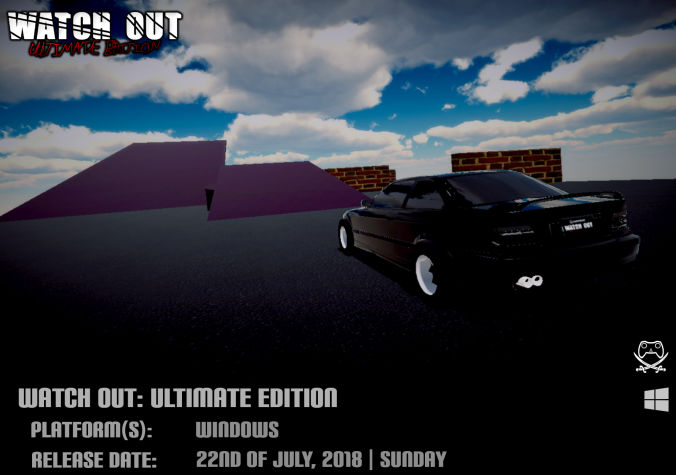 WATCH OUT
ULTIMATE EDITION
WATCH OUT
WATCH OUT: ULTIMATE EDITION
PLATFORM(S): WINDOWS
RELEASE DATE: 22ND OF JULY, 2018 | SUNDAY